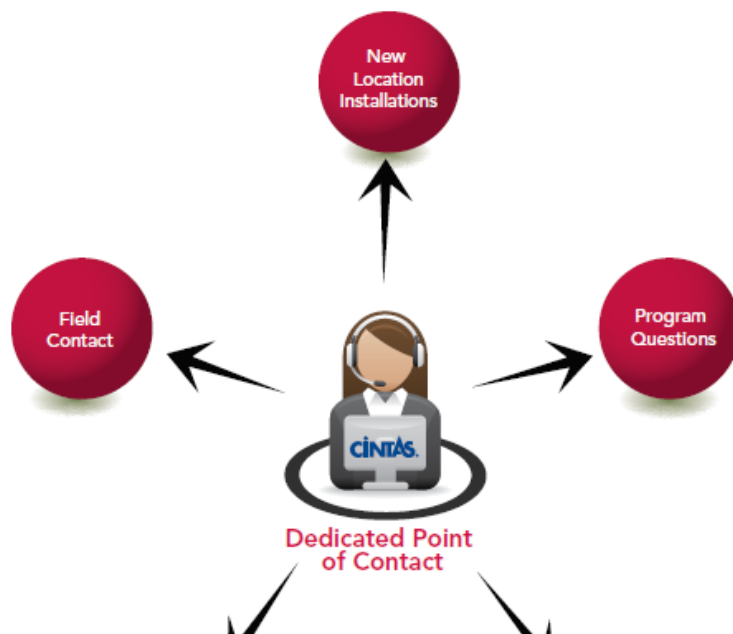 New
Location
Installations
Field
Contact
Program
Questions
CINTAS.
Dedicated Point
of Contact